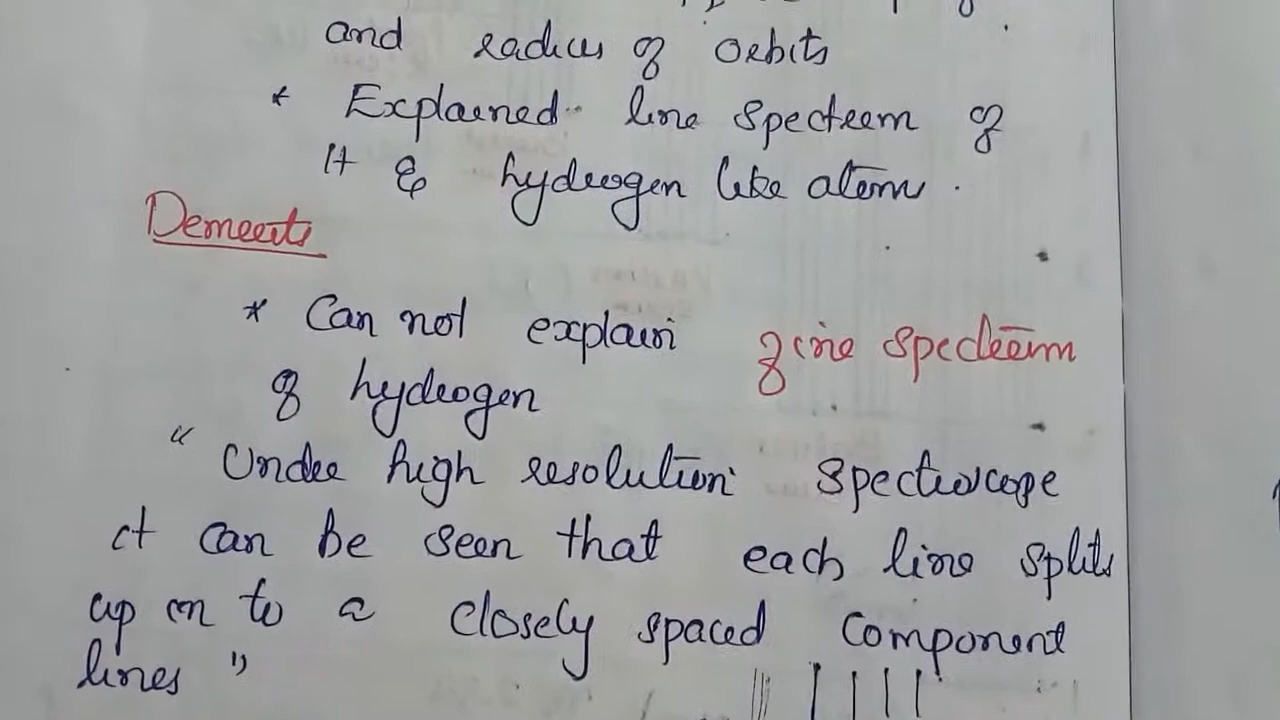 and radius of orbits
* Explained line spectrum of
H & hydrogen like atom.
Demerits
* Can not explain fine spectrum
of hydrogen
" Under high resolution spectroscope
it can be seen that each line splits
up on to a closely spaced component
lines "